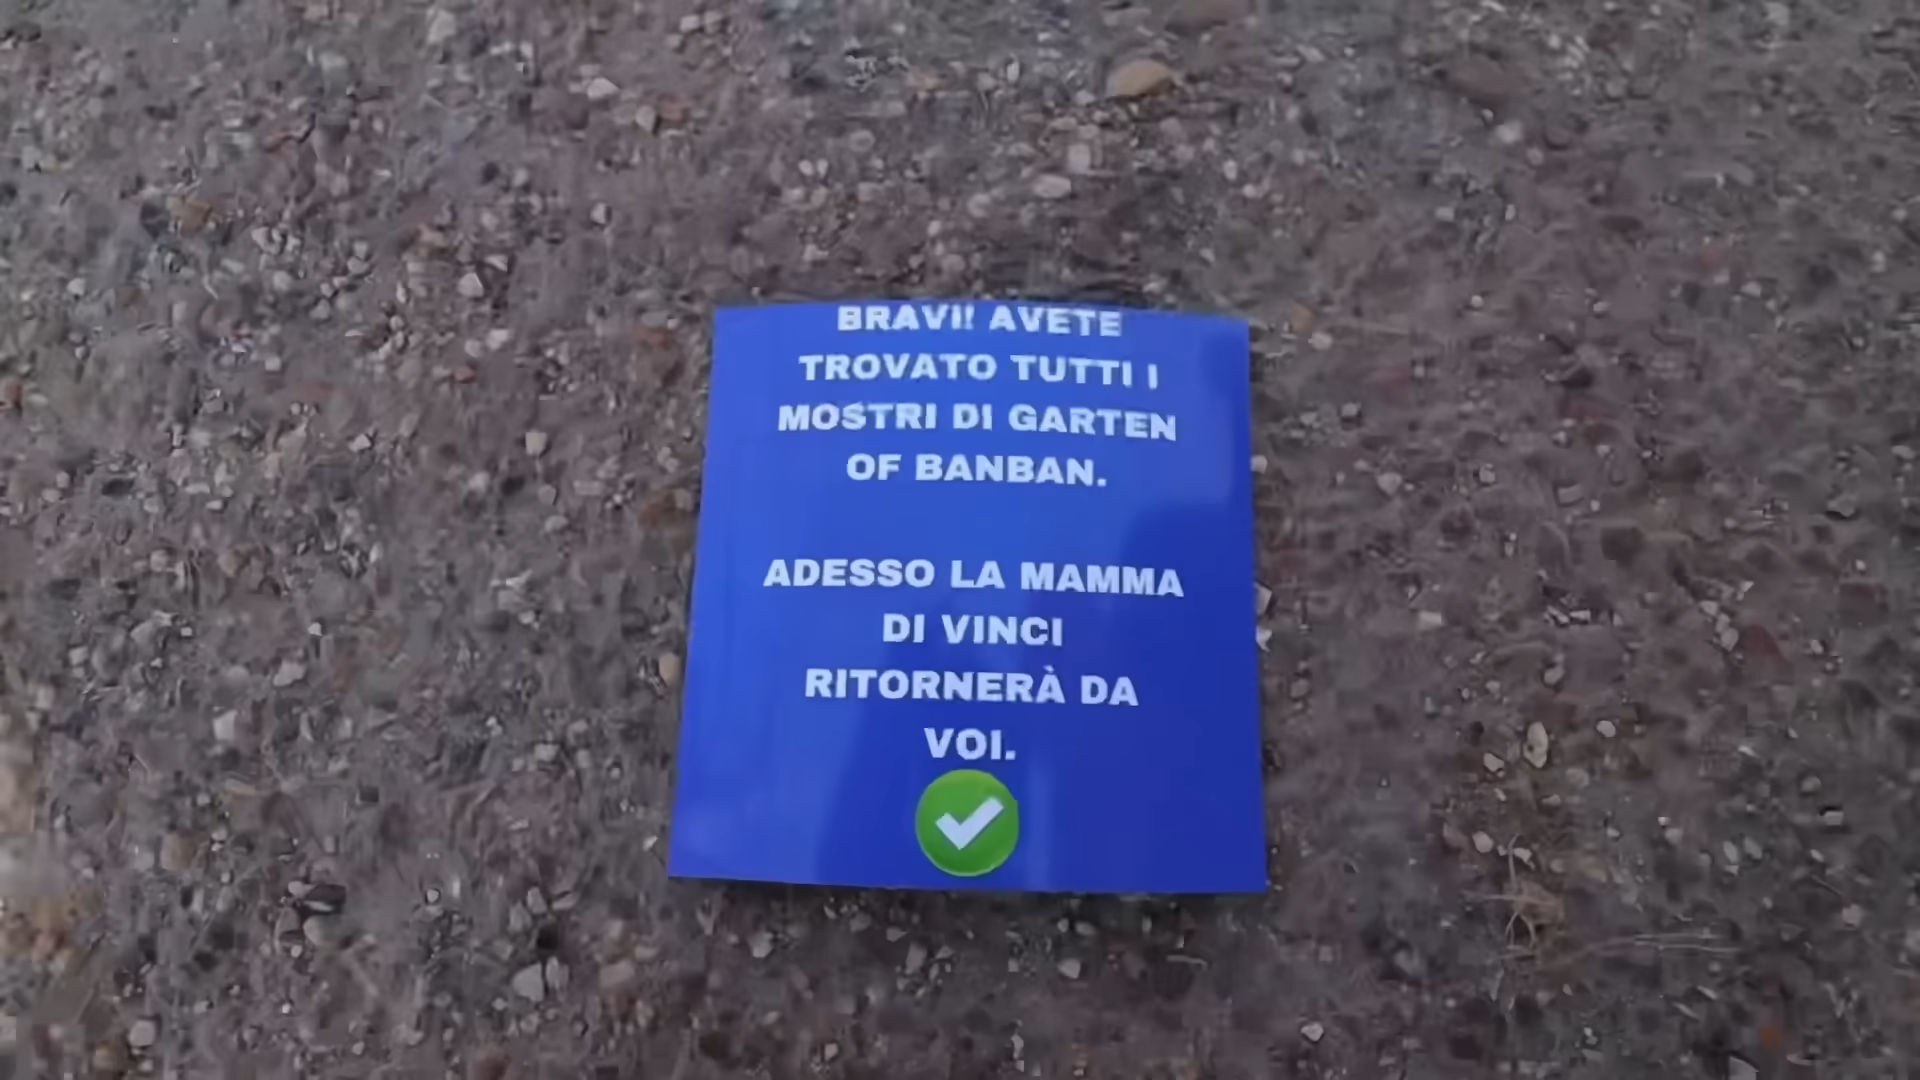 BRAVI! AVETE
TROVATO TUTTI I
MOSTRI DI GARTEN
OF BANBAN.
ADESSO LA MAMMA
DI VINCI
RITORNERÀ DA
VOI.